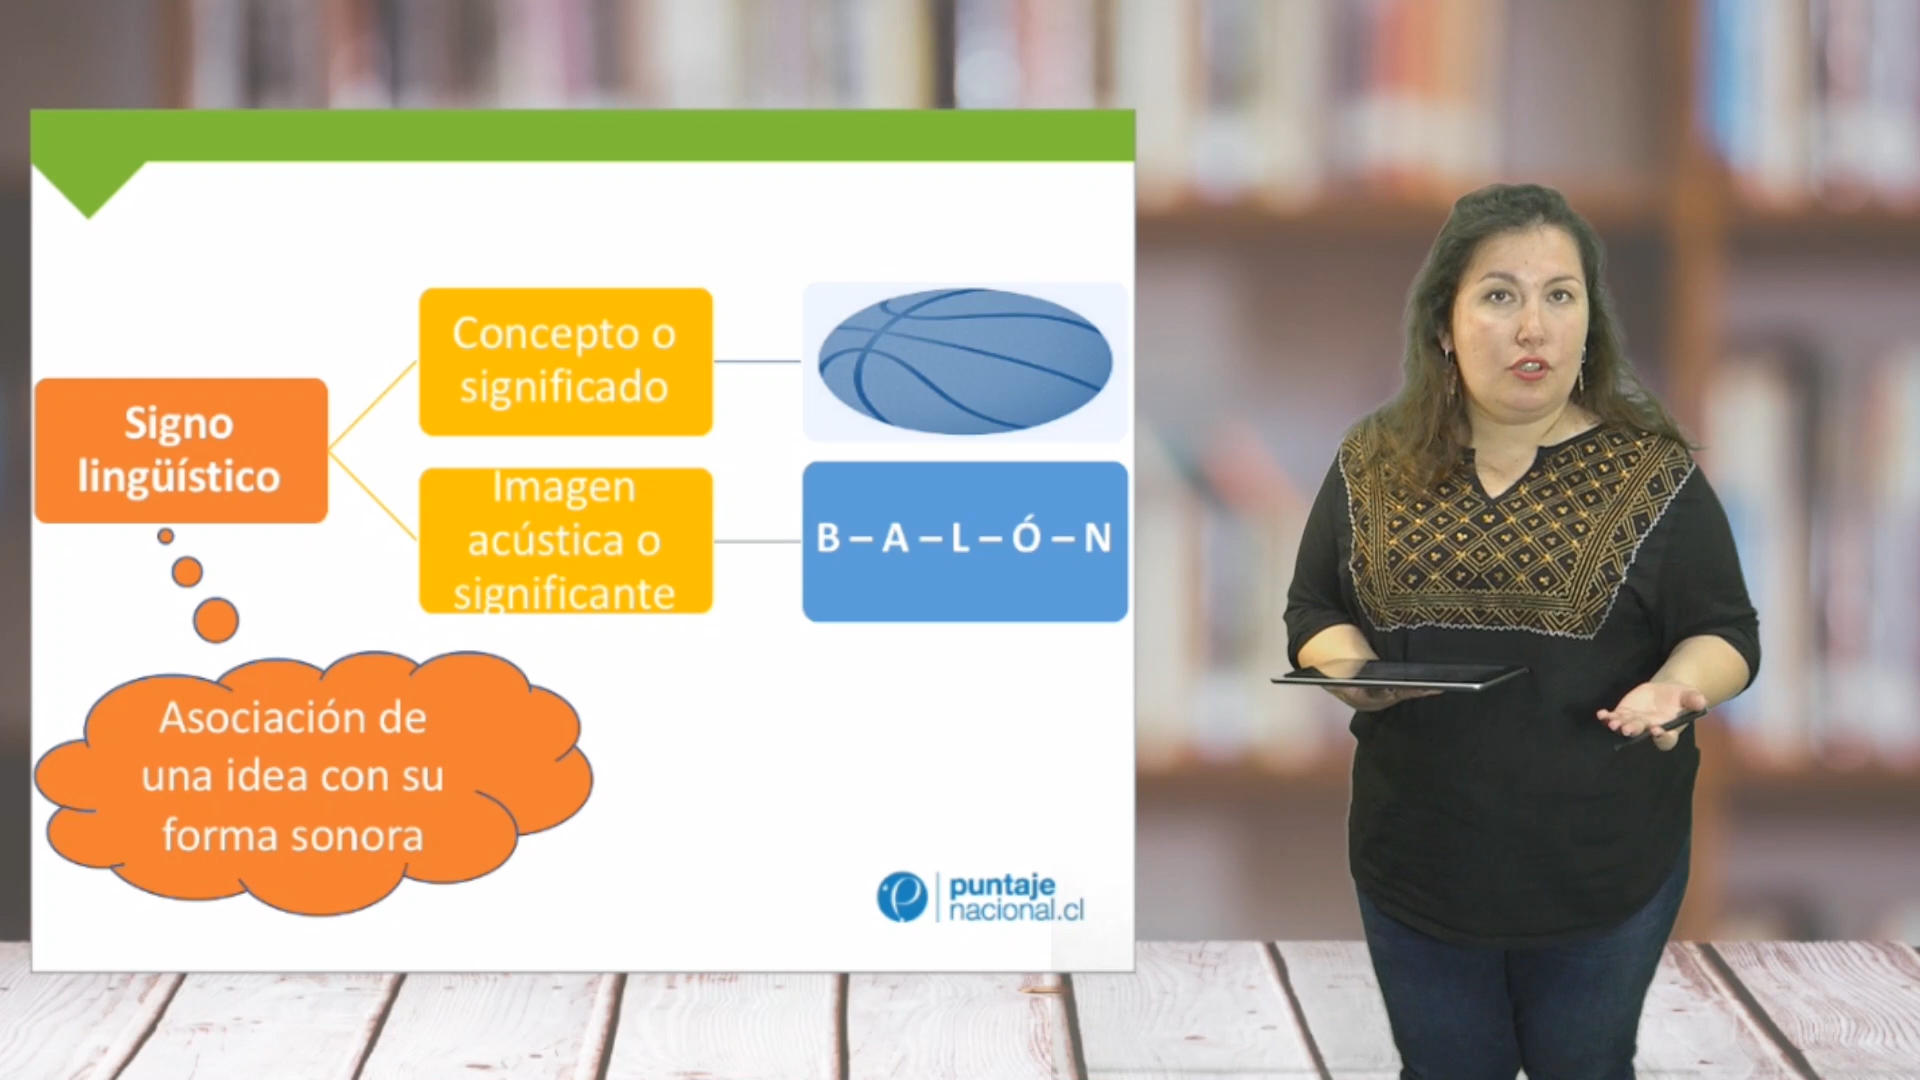 Signo
lingüístico
Concepto o
significado
Imagen
acústica o
significante
B – A – L – Ó – N
Asociación de
una idea con su
forma sonora
puntaje
nacional.cl